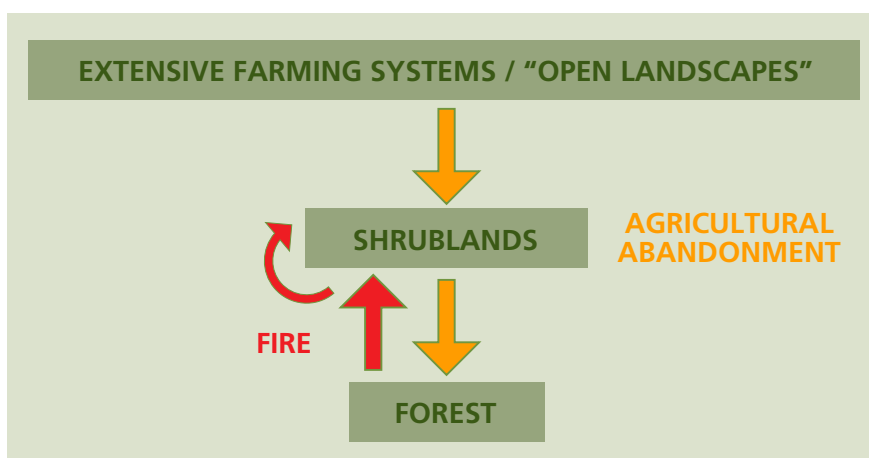 EXTENSIVE FARMING SYSTEMS / “OPEN LANDSCAPES”
SHRUBLANDS
AGRICULTURAL
ABANDONMENT
FIRE
FOREST